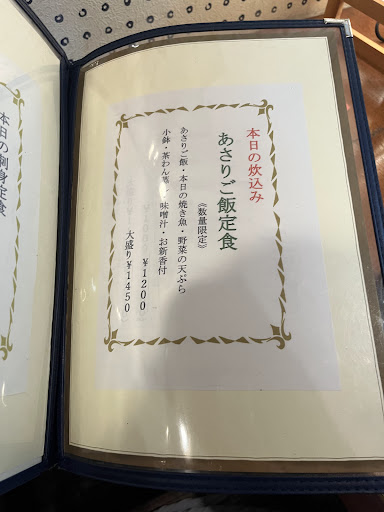 本日の炊込み
あさりご飯定食
《数量限定》
あさりご飯・本日の焼き魚・野菜の天ぷら
小鉢・茶わん蒸し 味噌汁・お新香付
￥1200
大盛り￥1450
本日の刺身定食